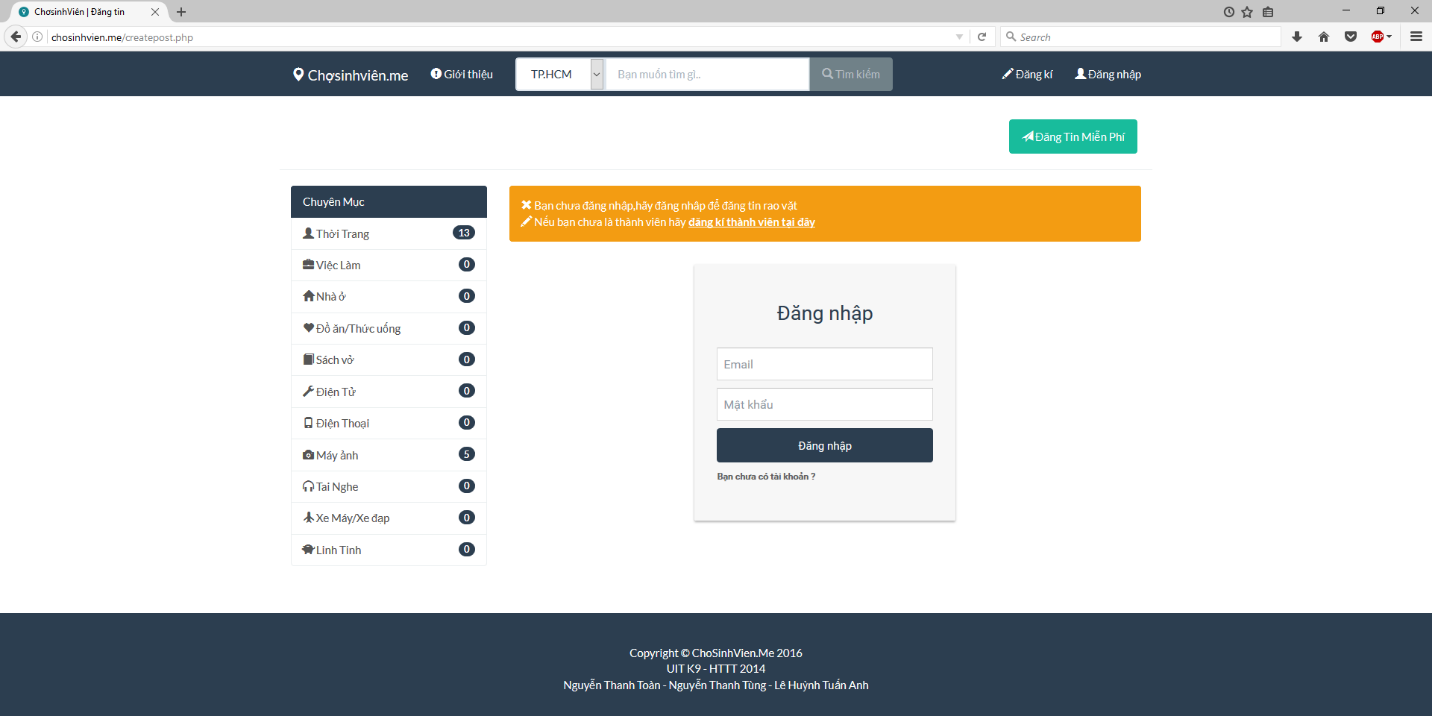 ChơsinhViên | Đăng tin
chosinhvien.me/createpost.php
Search
ABP
Chợsinhviên.me
Giới thiệu
TP.HCM
Bạn muốn tìm gì..
Tìm kiếm
Đăng kí
Đăng nhập
Đăng Tin Miễn Phí
Chuyên Mục
Thời Trang 13
Việc Làm 0
Nhà ở 0
Đồ ăn/Thức uống 0
Sách vở 0
Điện Tử 0
Điện Thoại 0
Máy ảnh 5
Tai Nghe 0
Xe Máy/Xe đạp 0
Linh Tinh 0
Bạn chưa đăng nhập,hãy đăng nhập để đăng tin rao vặt
Nếu bạn chưa là thành viên hãy đăng kí thành viên tại đây
Đăng nhập
Email
Mật khẩu
Đăng nhập
Bạn chưa có tài khoản ?
Copyright © ChoSinhVien.Me 2016
UIT K9 - HTTT 2014
Nguyễn Thanh Toàn - Nguyễn Thanh Tùng - Lê Huỳnh Tuấn Anh